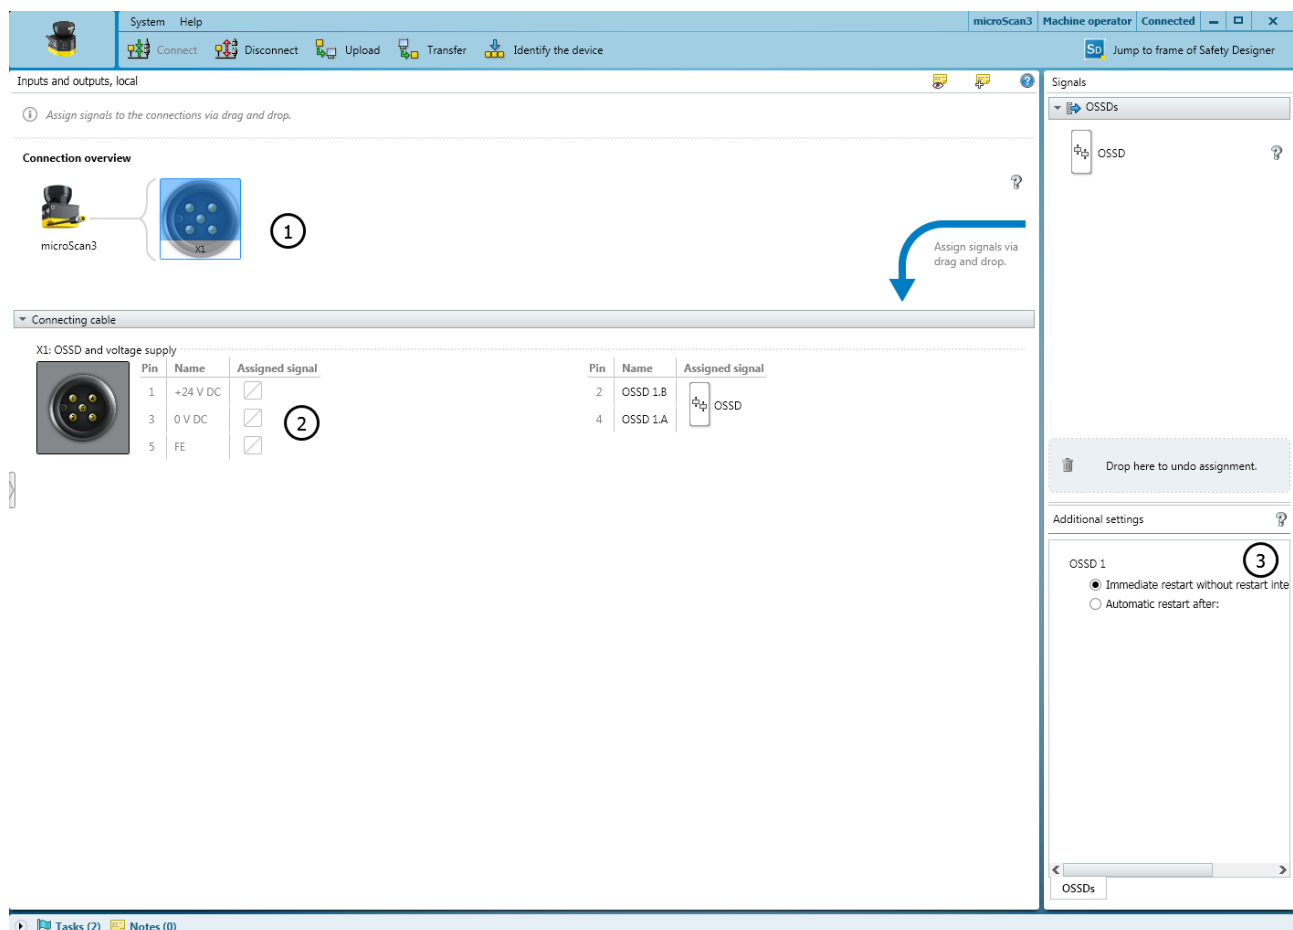 System Help
microScan3 Machine operator Connected
Connect Disconnect Upload Transfer Identify the device
SD Jump to frame of Safety Designer
Inputs and outputs, local
Assign signals to the connections via drag and drop.
Connection overview
microScan3
X1
1
Assign signals via
drag and drop.
Connecting cable
X1: OSSD and voltage supply
Pin Name Assigned signal
1 +24 V DC
3 0 V DC
5 FE
2
Pin Name Assigned signal
2 OSSD 1.B
4 OSSD 1.A
OSSD
Signals
OSSDs
OSSD
Drop here to undo assignment.
Additional settings
3
OSSD 1
Immediate restart without restart inte
Automatic restart after:
OSSDs
Tasks (2) Notes (0)